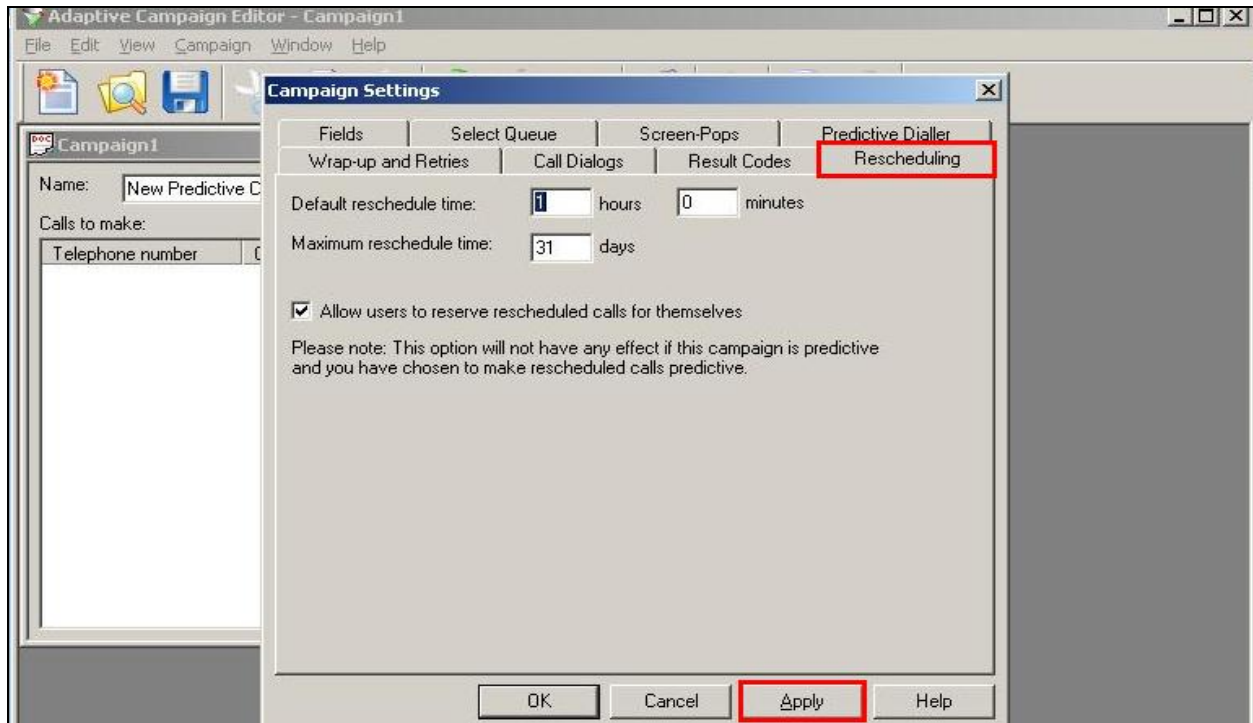 Adaptive Campaign Editor - Campaign1
File Edit View Campaign Window Help
Campaign Settings
Fields Select Queue Screen-Pops Predictive Dialler
Wrap-up and Retries Call Dialogs Result Codes Rescheduling
Campaign1
Name: New Predictive C
Calls to make:
Telephone number
Default reschedule time: 1 hours 0 minutes
Maximum reschedule time: 31 days
Allow users to reserve rescheduled calls for themselves
Please note: This option will not have any effect if this campaign is predictive
and you have chosen to make rescheduled calls predictive.
OK Cancel Apply Help